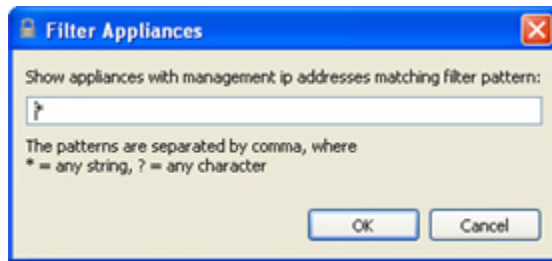 Filter Appliances
Show appliances with management ip addresses matching filter pattern:
*
The patterns are separated by comma, where
* = any string, ? = any character
OK Cancel